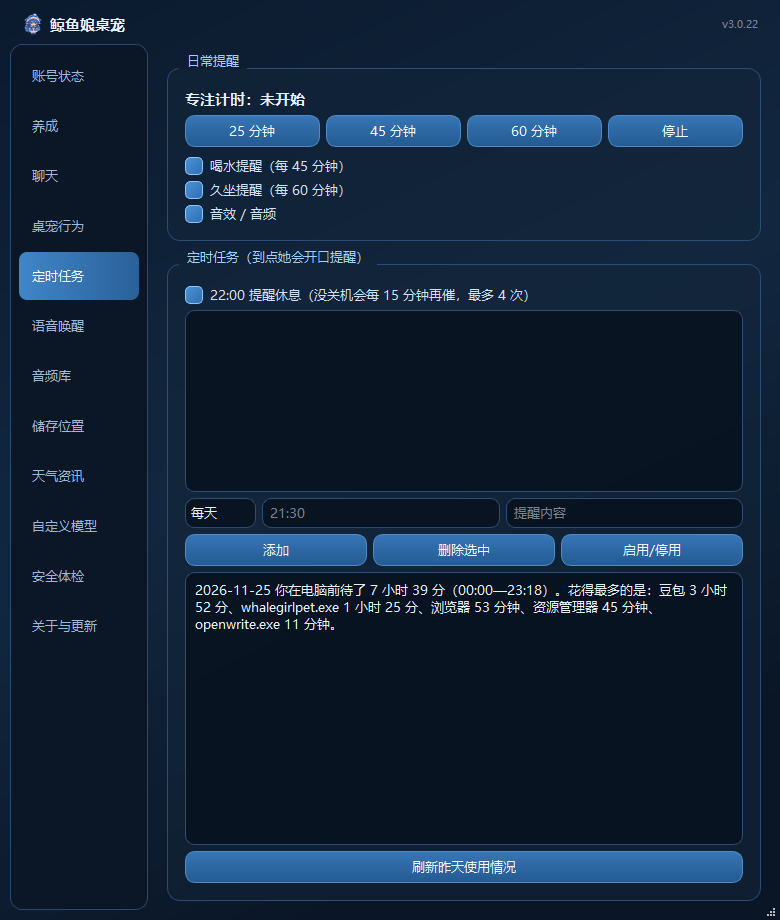 鲸鱼娘桌宠
v3.0.22
账号状态
养成
聊天
桌宠行为
定时任务
语音唤醒
音频库
储存位置
天气资讯
自定义模型
安全体检
关于与更新
日常提醒
专注计时：未开始
25 分钟
45 分钟
60 分钟
停止
喝水提醒（每 45 分钟）
久坐提醒（每 60 分钟）
音效 / 音频
定时任务（到点她会开口提醒）
22:00 提醒休息（没关机会每 15 分钟再催，最多 4 次）
每天
21:30
提醒内容
添加
删除选中
启用/停用
2026-11-25 你在电脑前待了 7 小时 39 分（00:00—23:18）。花得最多的是：豆包 3 小时
52 分、whalegirlpet.exe 1 小时 25 分、浏览器 53 分钟、资源管理器 45 分钟、
openwrite.exe 11 分钟。
刷新昨天使用情况